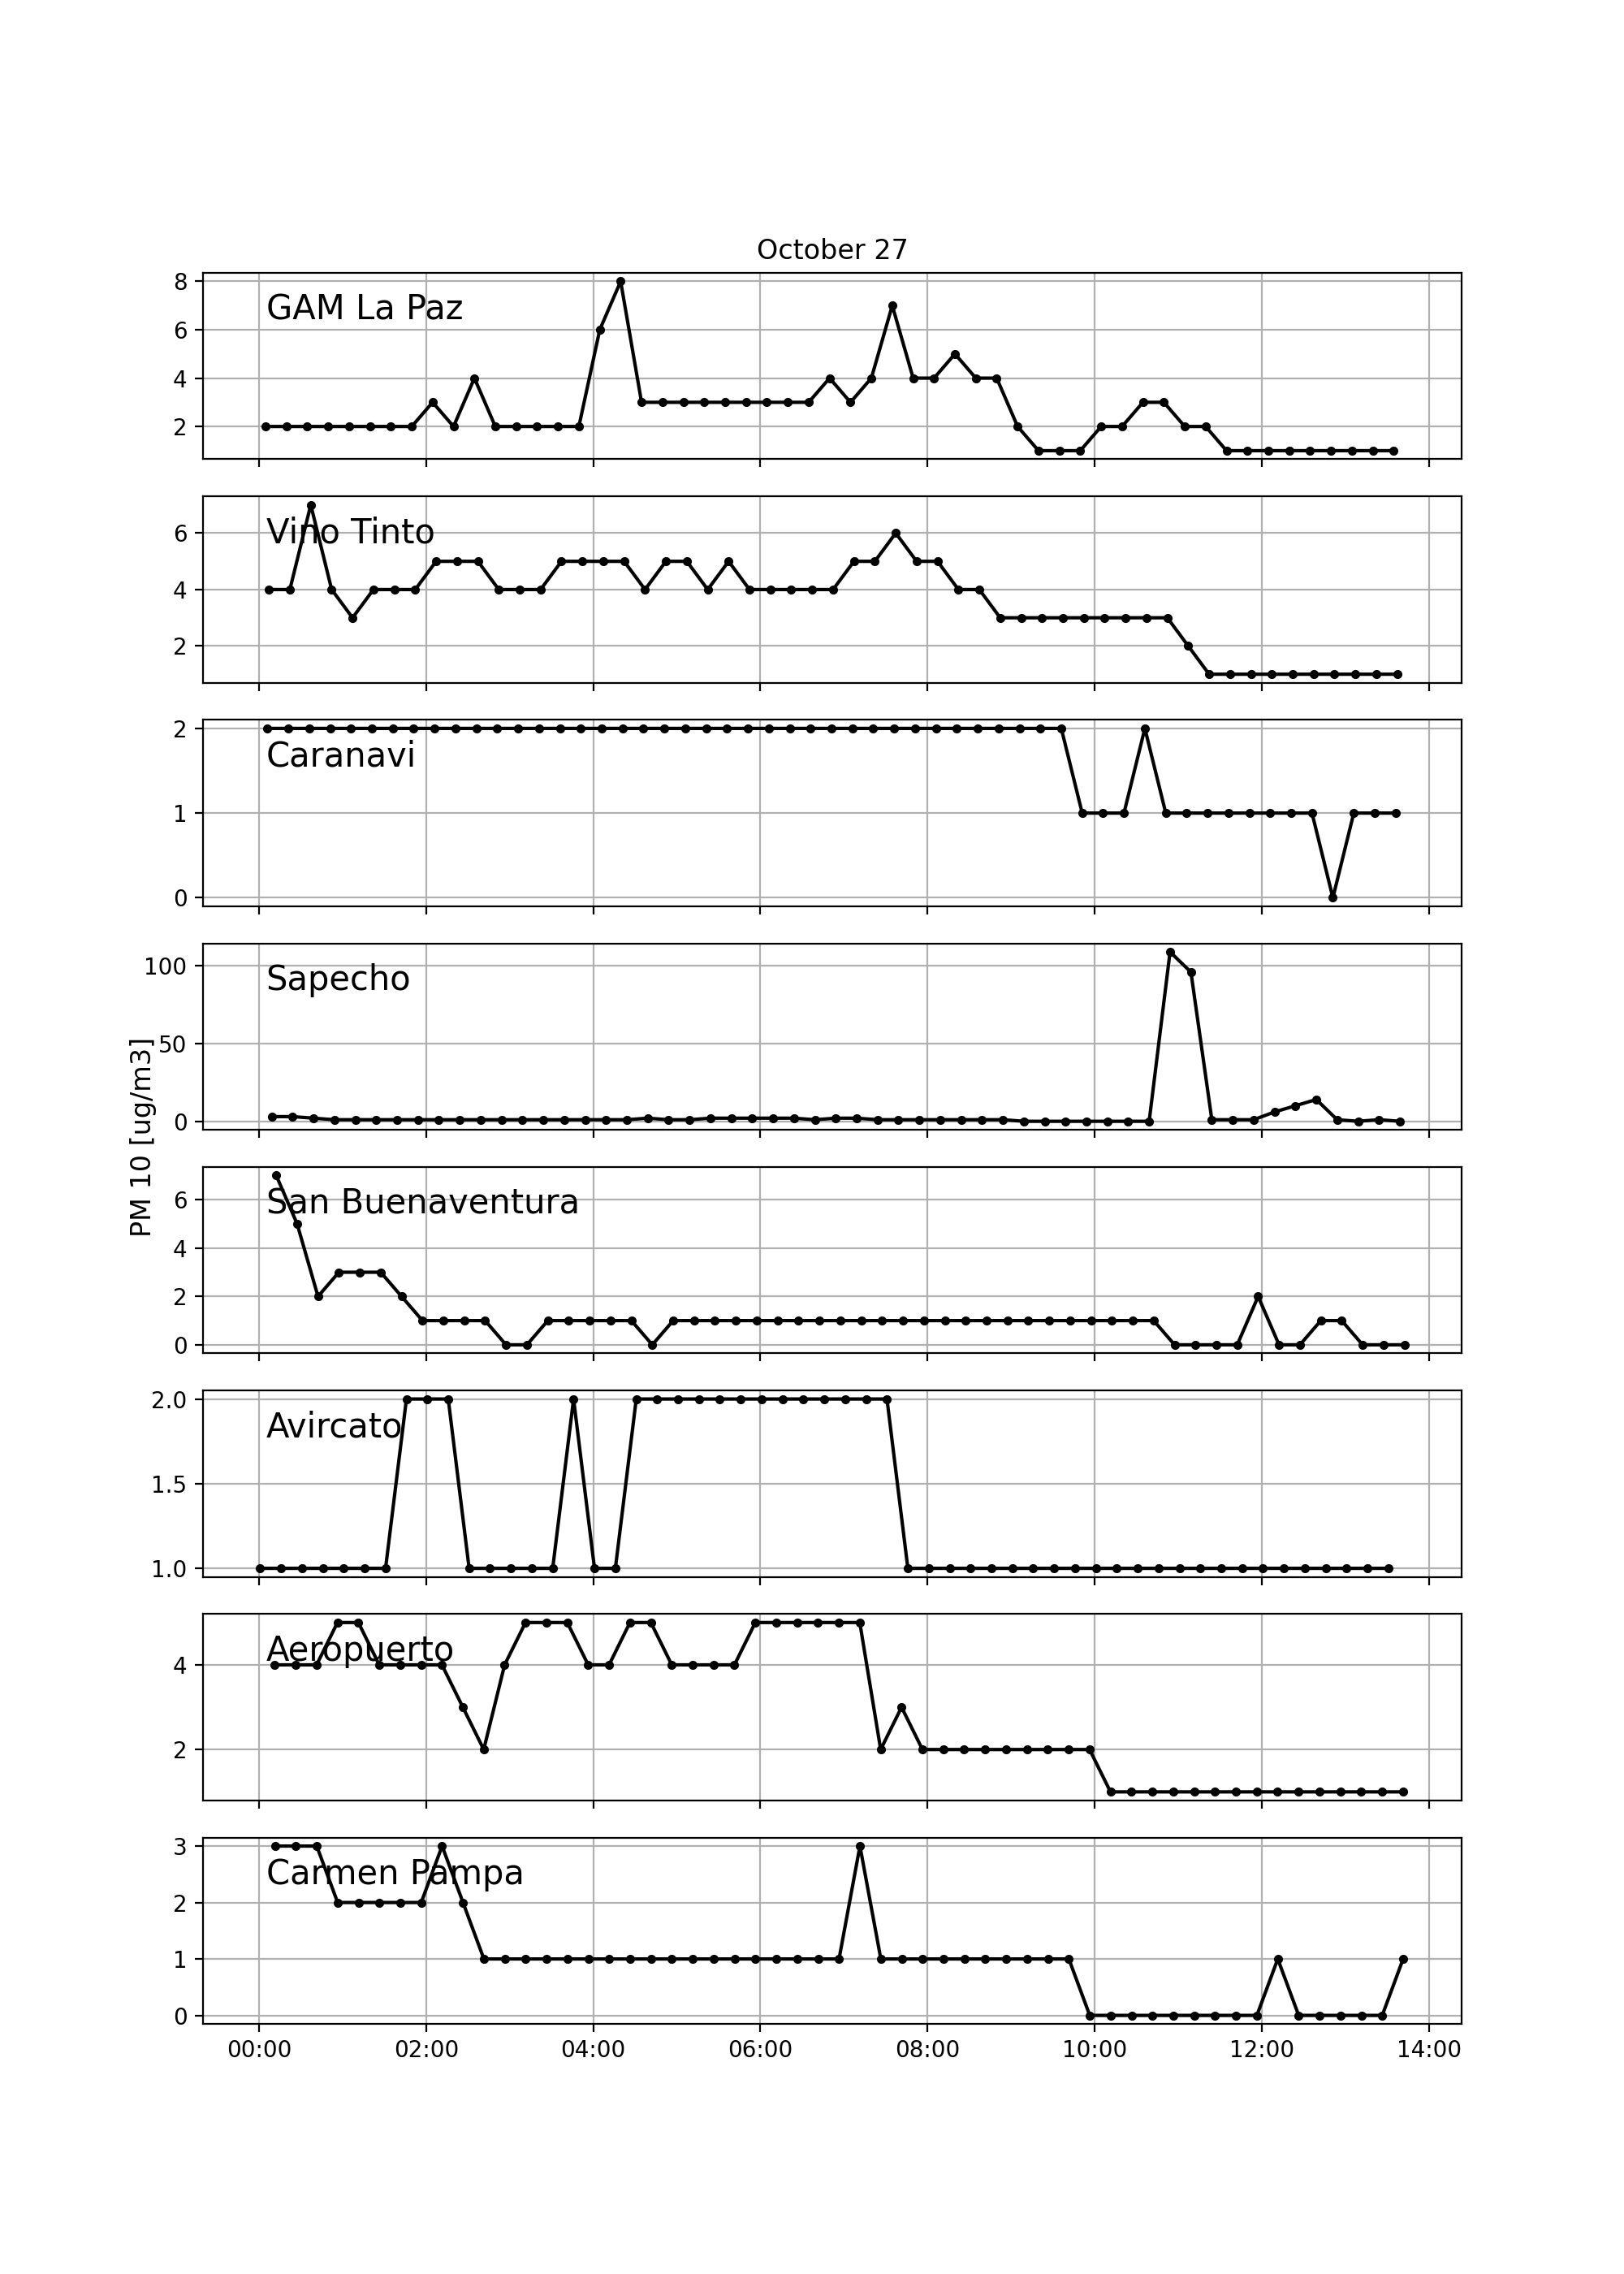 October 27
8
GAM La Paz
6
4
2
Vino Tinto
6
4
2
2
Caranavi
1
0
100
Sapecho
50
0
PM 10 [ug/m3]
San Buenaventura
6
4
2
0
2.0
Avircato
1.5
1.0
Aeropuerto
4
2
3
Carmen Pampa
2
1
0
00:00 02:00 04:00 06:00 08:00 10:00 12:00 14:00